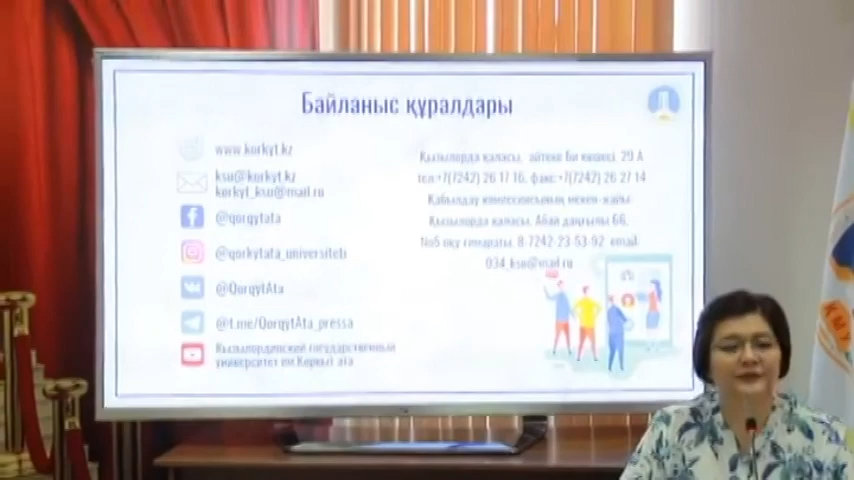 Байланыс құралдары
www.korkyt.kz
ksu@korkyt.kz
korkyt_ksu@mail.ru
@qorqytata
@qorkytata_universiteti
@QorqytAta
@t.me/QorqytAta_pressa
Кызылординский государственный
университет им Коркыт ата
Қызылорда қаласы, әйтеке би көшесі, 29 А
тел:+7(7242) 26 17 16, факс:+7(7242) 26 27 14
Қабылдау комиссиясының мекен-жайы:
Қызылорда қаласы, Абай даңғылы 66,
№5 оқу ғимараты, 8-7242-23-53-92 email:
034_ksu@mail.ru